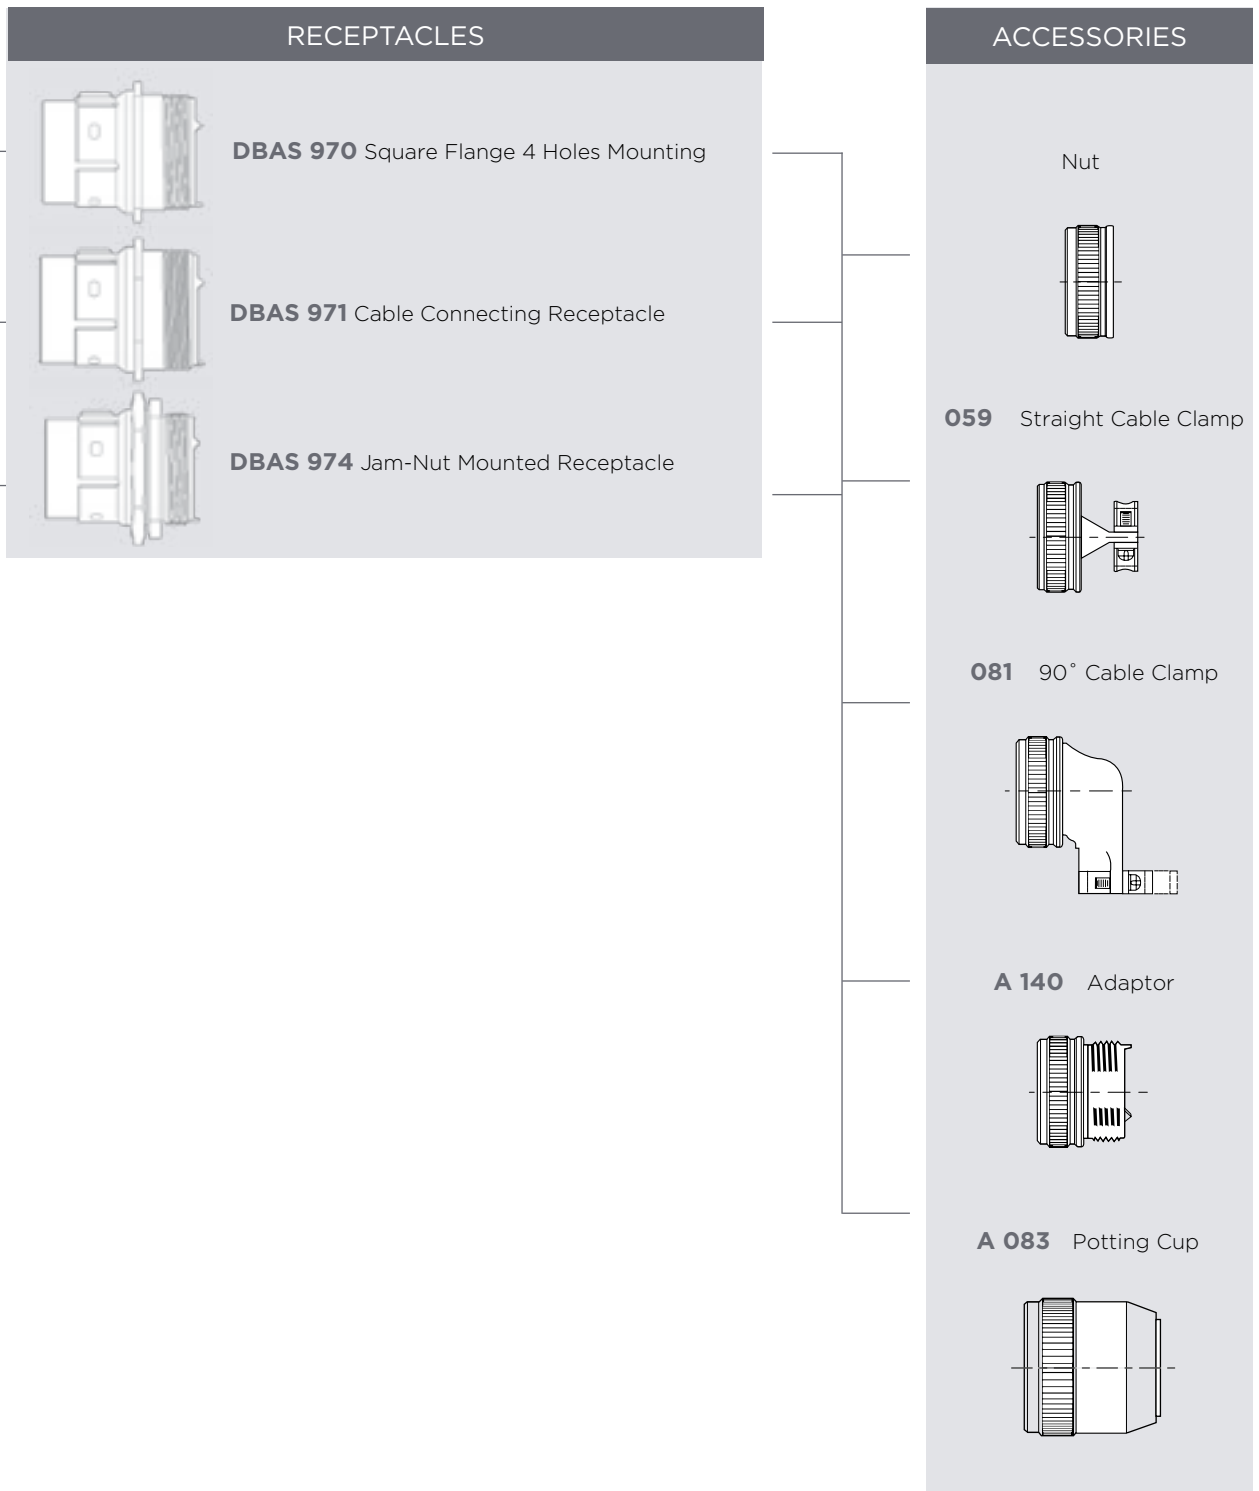 RECEPTACLES
DBAS 970 Square Flange 4 Holes Mounting
DBAS 971 Cable Connecting Receptacle
DBAS 974 Jam-Nut Mounted Receptacle
ACCESSORIES
Nut
059 Straight Cable Clamp
081 90˚ Cable Clamp
A 140 Adaptor
A 083 Potting Cup